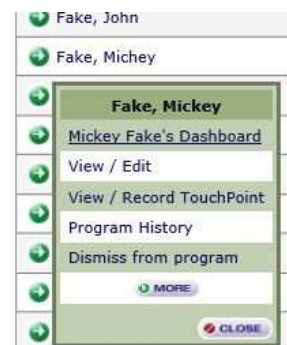 Fake, John
Fake, Michey
Fake, Mickey
Mickey Fake's Dashboard
View / Edit
View / Record TouchPoint
Program History
Dismiss from program
MORE
CLOSE